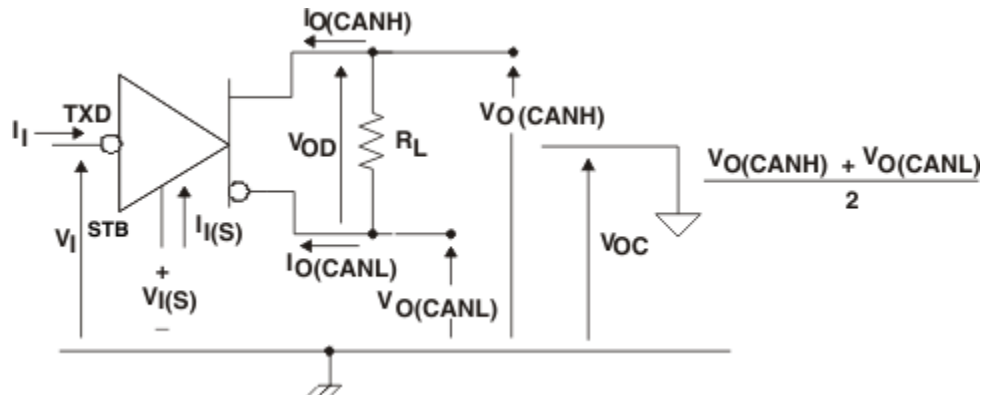 IO(CANH)
TXD
II
VO(CANH)
VOD
RL
VO(CANH) + VO(CANL)
2
STB
II(S)
VI
VOC
IO(CANL)
+
VI(S)
VO(CANL)
–